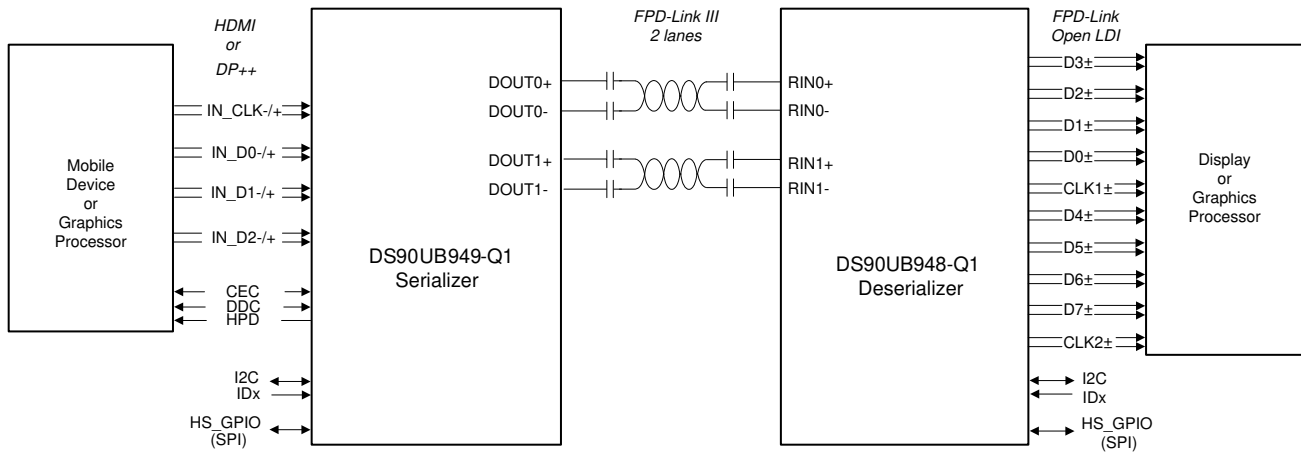 HDMI
or
DP++
FPD-Link III
2 lanes
FPD-Link
Open LDI
Mobile
Device
or
Graphics
Processor
IN_CLK-/+
IN_D0-/+
IN_D1-/+
IN_D2-/+
CEC
DDC
HPD
I2C
IDx
HS_GPIO
(SPI)
DOUT0+
DOUT0-
DOUT1+
DOUT1-
DS90UB949-Q1
Serializer
RIN0+
RIN0-
RIN1+
RIN1-
DS90UB948-Q1
Deserializer
D3±
D2±
D1±
D0±
CLK1±
D4±
D5±
D6±
D7±
CLK2±
I2C
IDx
HS_GPIO
(SPI)
Display
or
Graphics
Processor